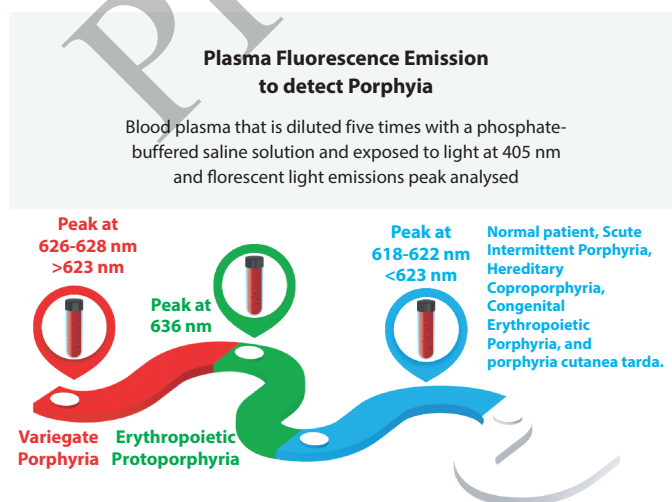 Plasma Fluorescence Emission
to detect Porphyia
Blood plasma that is diluted five times with a phosphate-
buffered saline solution and exposed to light at 405 nm
and florescent light emissions peak analysed
Peak at
626-628 nm
>623 nm
Peak at
636 nm
Peak at
618-622 nm
<623 nm
Normal patient, Scute
Intermittent Porphyria,
Hereditary
Coproporphyria,
Congenital
Erythropoietic
Porphyria, and
porphyria cutanea tarda.
Variegate
Porphyria
Erythropoietic
Protoporphyria